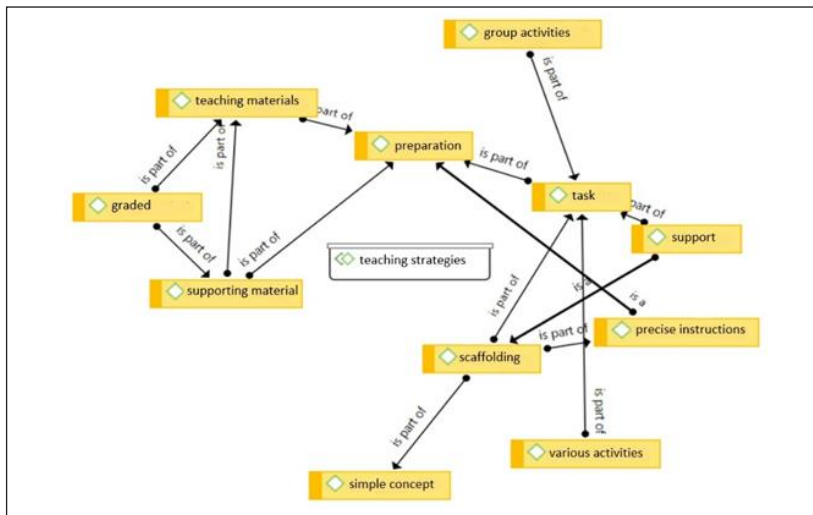 group activities
is part of
teaching materials
part of
is part of
preparation
is part of
is part of
task
graded
part of
is part of
is part of
support
teaching strategies
supporting material
is part of
is a
is a
is part of
precise instructions
scaffolding
is part of
is part of
various activities
simple concept